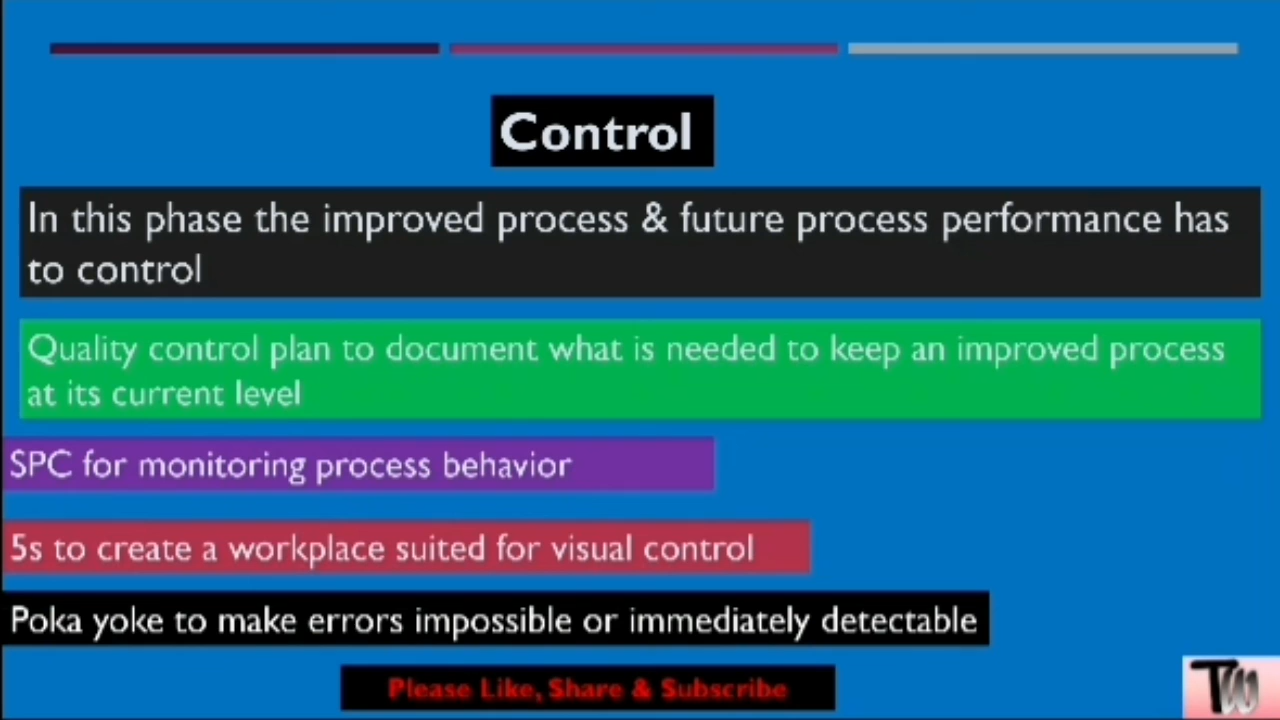 Control
In this phase the improved process & future process performance has
to control
Quality control plan to document what is needed to keep an improved process
at its current level
SPC for monitoring process behavior
5s to create a workplace suited for visual control
Poka yoke to make errors impossible or immediately detectable
Please Like, Share & Subscribe
TW